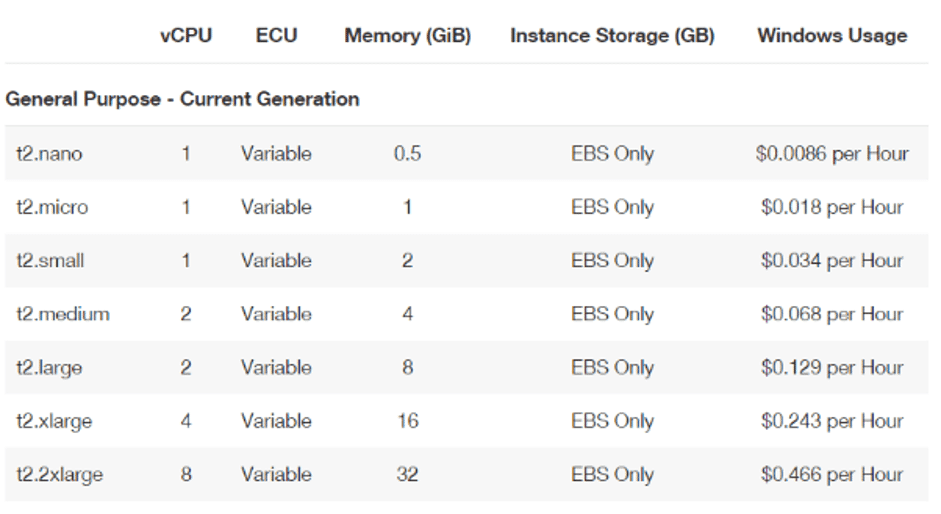 vCPU ECU Memory (GiB) Instance Storage (GB) Windows Usage
General Purpose - Current Generation
t2.nano 1 Variable 0.5 EBS Only $0.0086 per Hour
t2.micro 1 Variable 1 EBS Only $0.018 per Hour
t2.small 1 Variable 2 EBS Only $0.034 per Hour
t2.medium 2 Variable 4 EBS Only $0.068 per Hour
t2.large 2 Variable 8 EBS Only $0.129 per Hour
t2.xlarge 4 Variable 16 EBS Only $0.243 per Hour
t2.2xlarge 8 Variable 32 EBS Only $0.466 per Hour